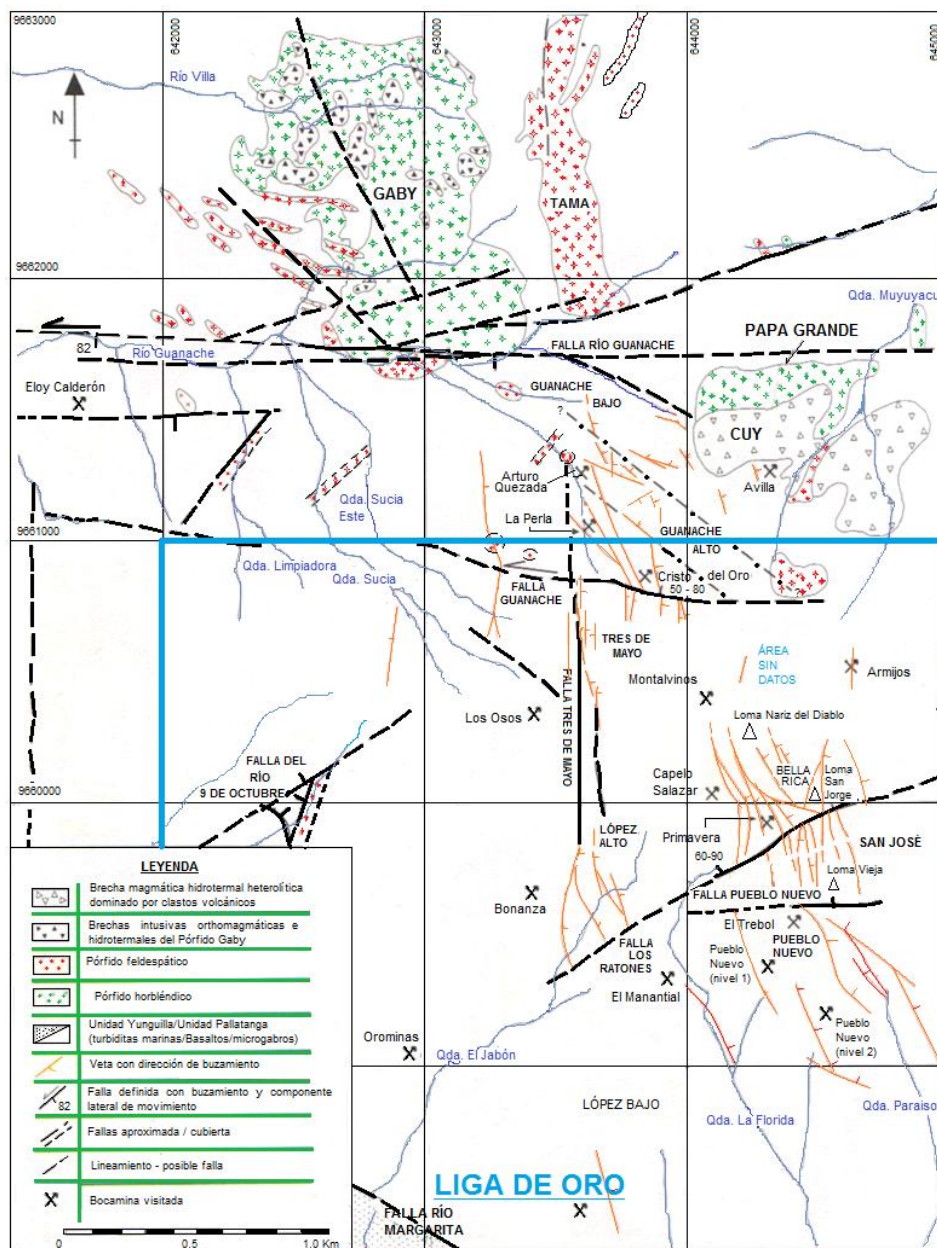 9663000
642000
643000
644000
645000
Río Villa
N
GABY
TAMA
9662000
Qda. Muyuyacu
PAPA GRANDE
82
Río Guanache
FALLA RÍO GUANACHE
Eloy Calderón
GUANACHE
BAJO
?
CUY
Arturo
Quezada
Avilla
Qda. Sucia
Este
La Perla
9661000
GUANACHE
ALTO
Qda. Limpiadora
Qda. Sucia
FALLA
GUANACHE
Cristo del Oro
50 - 80
?
TRES DE
MAYO
ÁREA
SIN
DATOS
Armijos
Montalvinos
FALLA TRES DE MAYO
Los Osos
Loma Nariz del Diablo
FALLA DEL
RÍO
9 DE OCTUBRE
BELLA
RICA
Loma
San
Jorge
Capelo
Salazar
9660000
Primavera
LÓPEZ
ALTO
SAN JOSÉ
60-90
Loma Vieja
FALLA PUEBLO NUEVO
Bonanza
El Trebol
PUEBLO
NUEVO
FALLA
LOS
RATONES
Pueblo
Nuevo
(nivel 1)
El Manantial
Pueblo
Nuevo
(nivel 2)
Orominas
Qda. El Jabón
LÓPEZ BAJO
Qda. La Florida
Qda. Paraiso
LIGA DE ORO
FALLA RÍO
MARGARITA
LEYENDA
Brecha magmática hidrotermal heterolítica
dominado por clastos volcánicos
Brechas intrusivas orthomagmáticas e
hidrotermales del Pórfido Gaby
Pórfido feldespático
Pórfido horbléndico
Unidad Yunguilla/Unidad Pallatanga
(turbiditas marinas/Basaltos/microgabros)
Veta con dirección de buzamiento
82
Falla definida con buzamiento y componente
lateral de movimiento
Fallas aproximada / cubierta
Lineamiento - posible falla
Bocamina visitada
0 0.5 1.0 Km